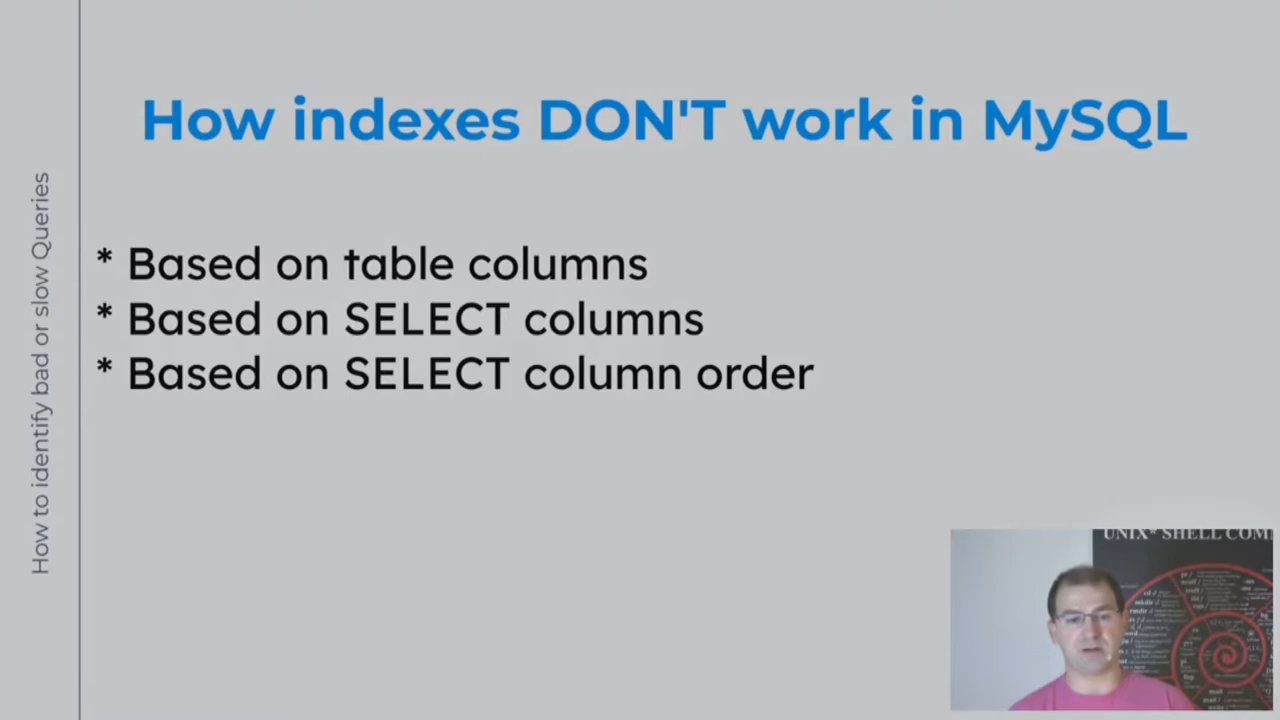 How indexes DON'T work in MySQL
How to identify bad or slow Queries
* Based on table columns
* Based on SELECT columns
* Based on SELECT column order
UNIX* SHELL COM